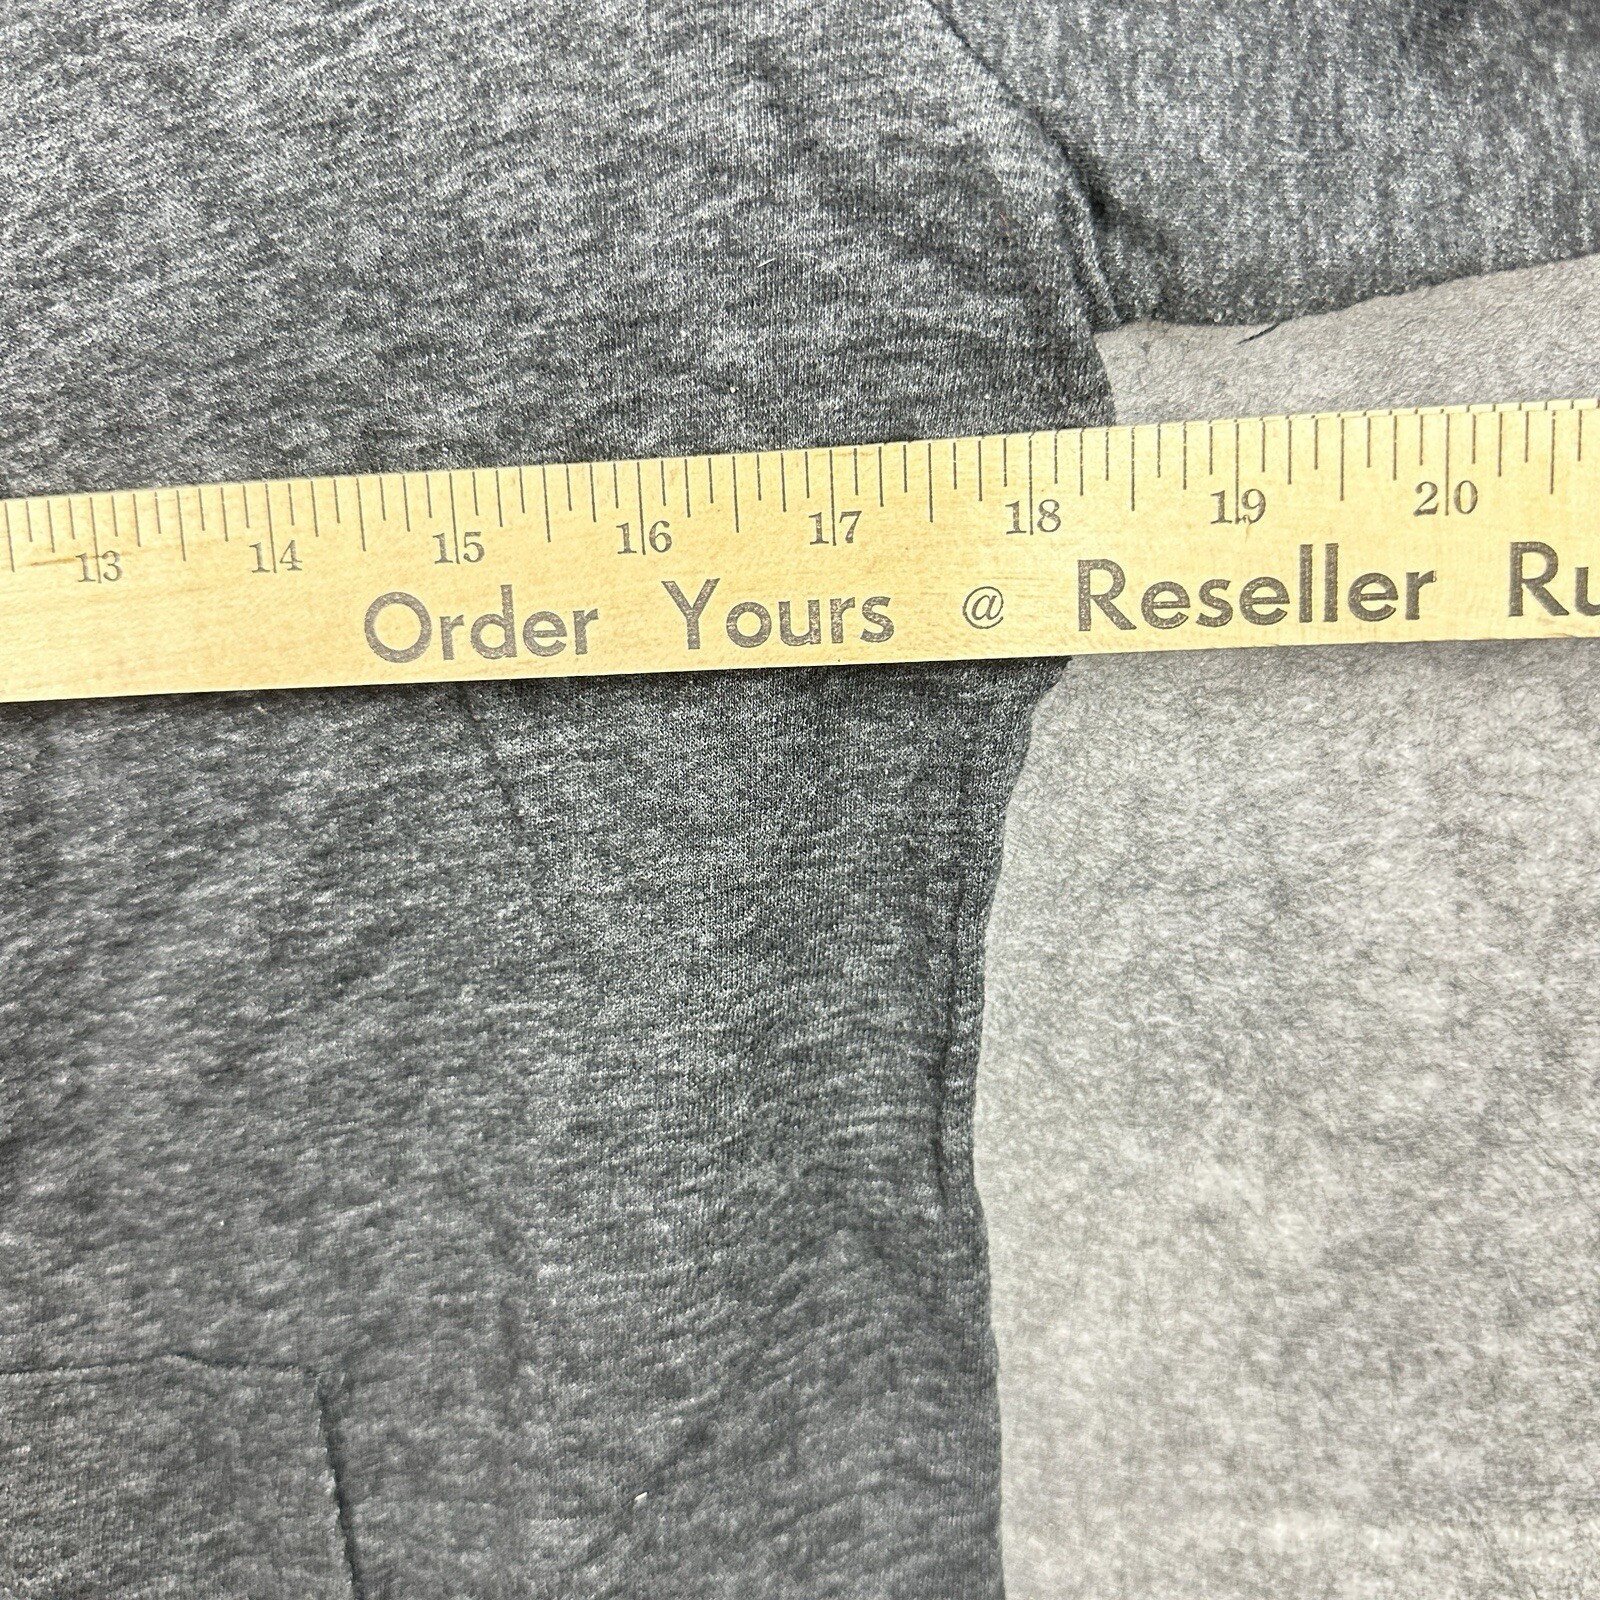 13 14 15 16 17 18 19 20
Order Yours @ Reseller Ru